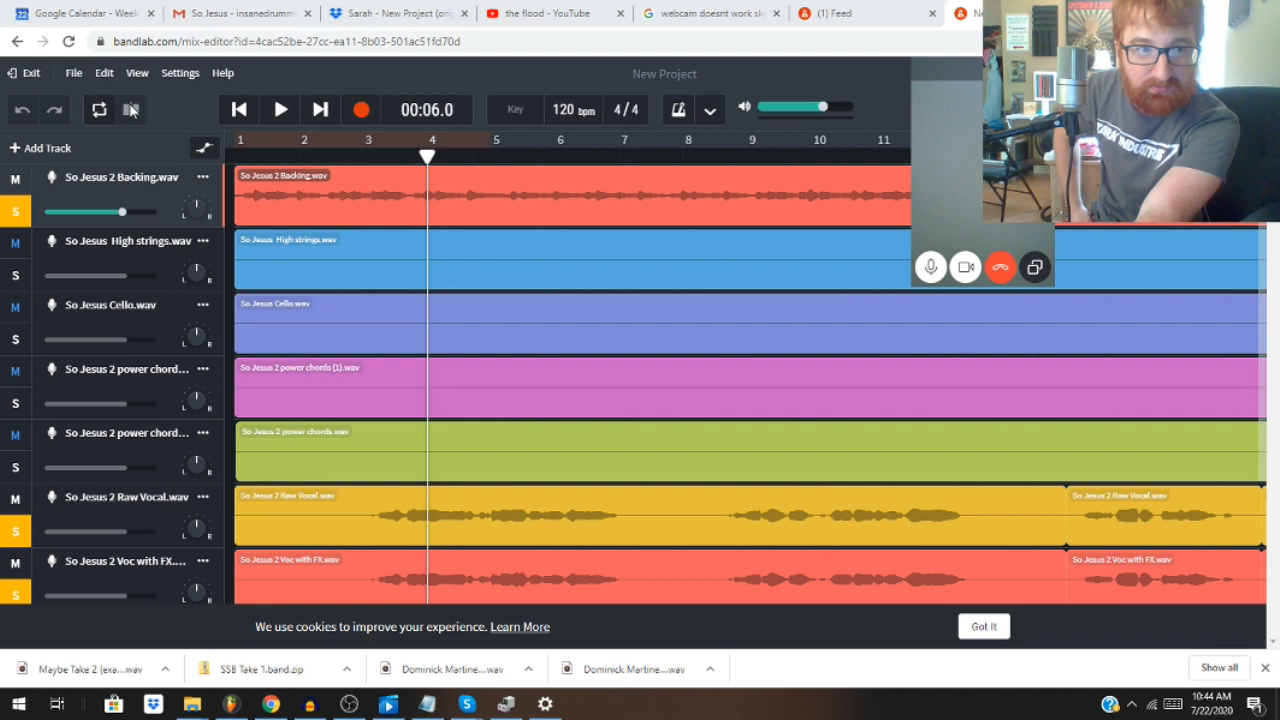 Google Calendar - Week
So Jesus - insanedrumm
Sarah - New Project (orig
the flood - YouTube
webcam doesnt work sk
(1) Feed
bandlab.com/mix-editor?id=4cac52be-22cc-ea11-8b03-501ac51fd70d
Exit File Edit View Settings Help
New Project
00:06.0
Key
120 bpm
4/4
Add Track
1 2 3 4 5 6 7 8 9 10 11
M
So Jesus 2 Backing.wav
So Jesus 2 Backing.wav
S
L R
M
So Jesus High strings.wav
So Jesus High strings.wav
S
L R
M
So Jesus Cello.wav
So Jesus Cello.wav
S
L R
M
So Jesus 2 power chord...
So Jesus 2 power chords (1).wav
S
L R
M
So Jesus 2 power chord...
So Jesus 2 power chords.wav
S
L R
M
So Jesus 2 Raw Vocal.wav
So Jesus 2 Raw Vocal.wav
So Jesus 2 Raw Vocal.wav
S
L R
M
So Jesus 2 Voc with FX....
So Jesus 2 Voc with FX.wav
So Jesus 2 Voc with FX.wav
S
L R
We use cookies to improve your experience. Learn More
Got It
Maybe Take 2 (exa....wav
SSB Take 1.band.zip
Dominick Martine....wav
Dominick Martine....wav
Show all
10:44 AM
7/22/2020